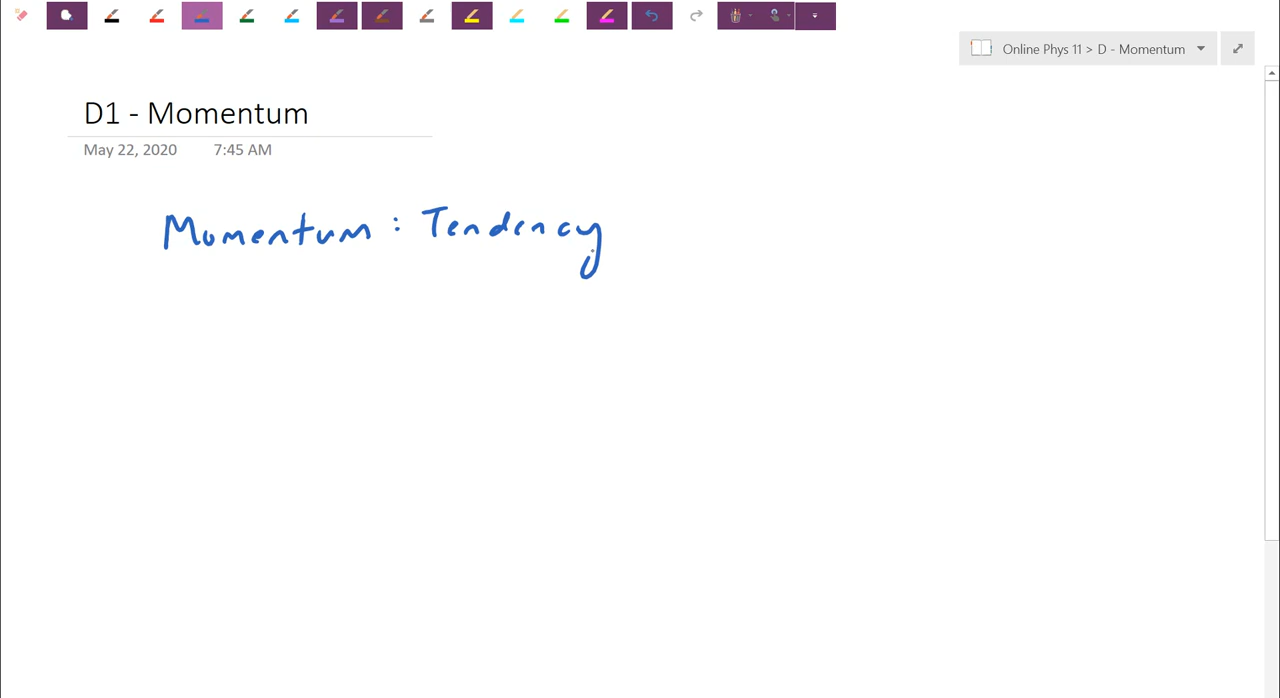 Online Phys 11 > D - Momentum
D1 - Momentum
May 22, 2020 7:45 AM
Momentum : Tendency